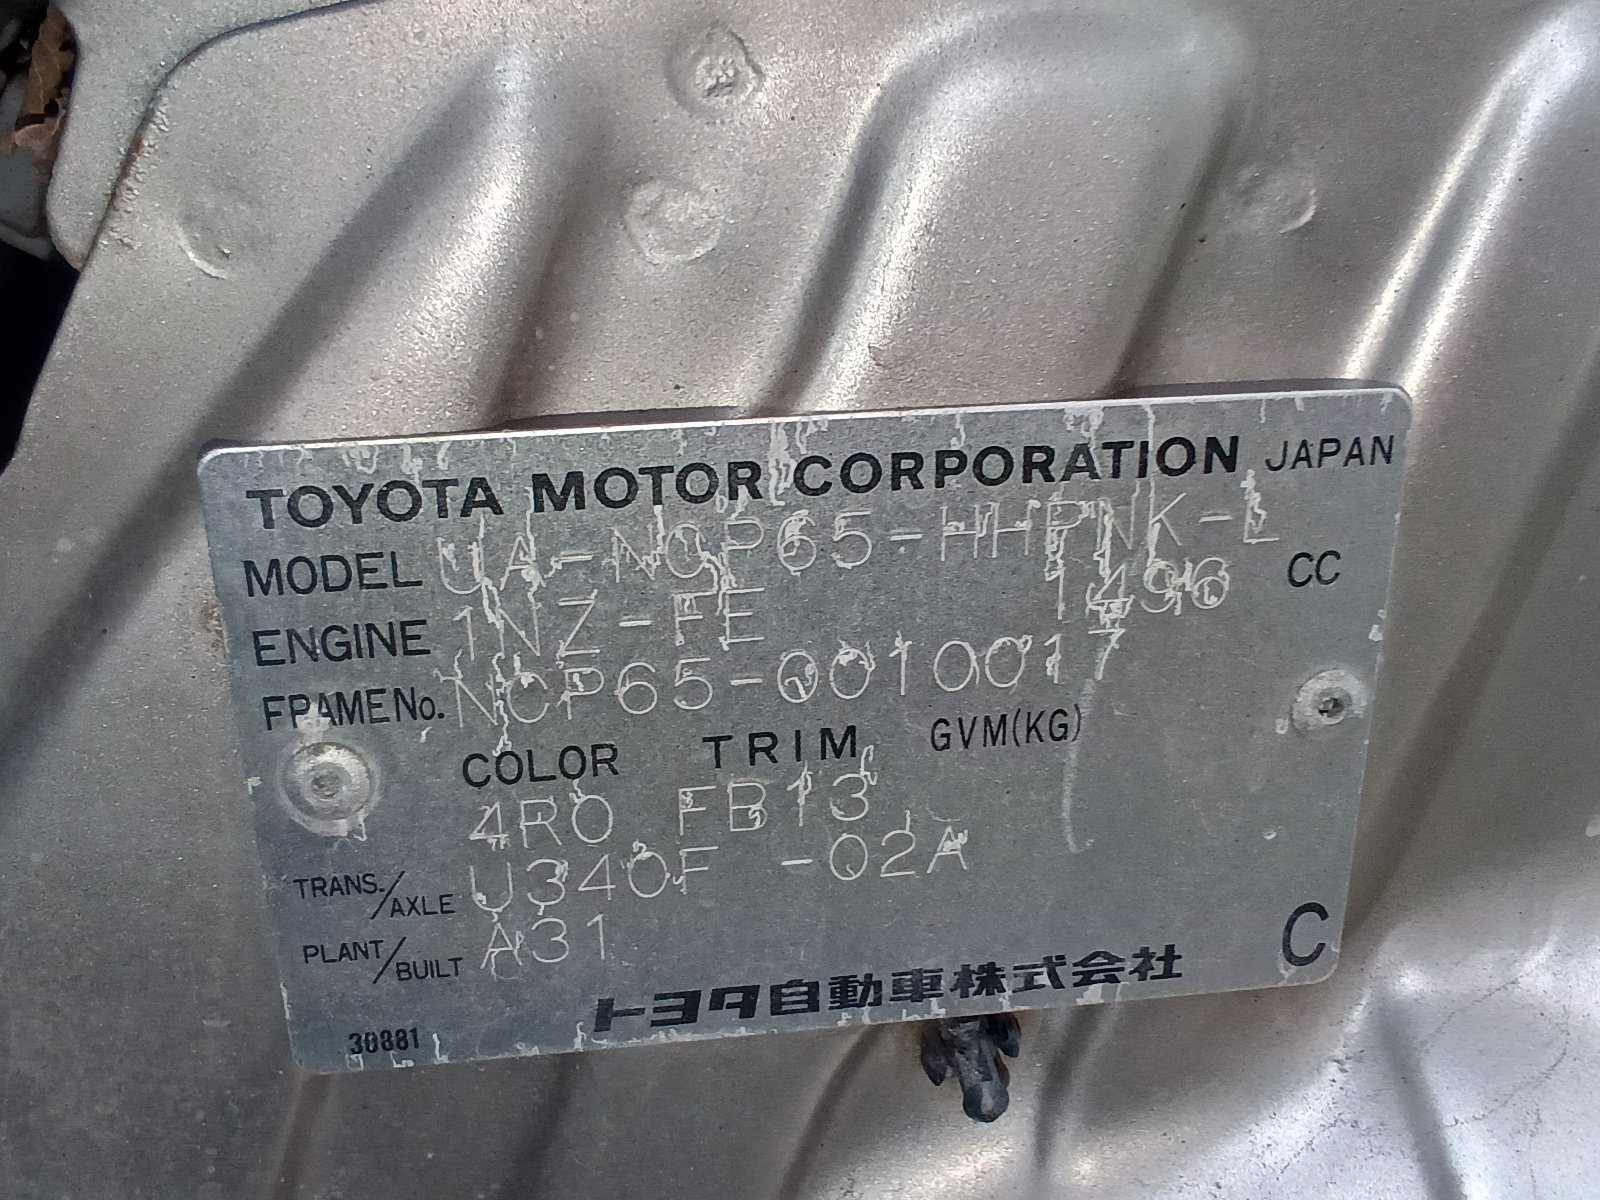 TOYOTA MOTOR CORPORATION JAPAN
MODEL UA-NCP65-HHPNK-L
ENGINE 1NZ-FE 1496 CC
FRAME No. NCP65-0010017
COLOR TRIM GVM(KG)
4R0 FB13
TRANS./AXLE U340F -02A
PLANT/BUILT A31
C
トヨタ自動車株式会社
30881